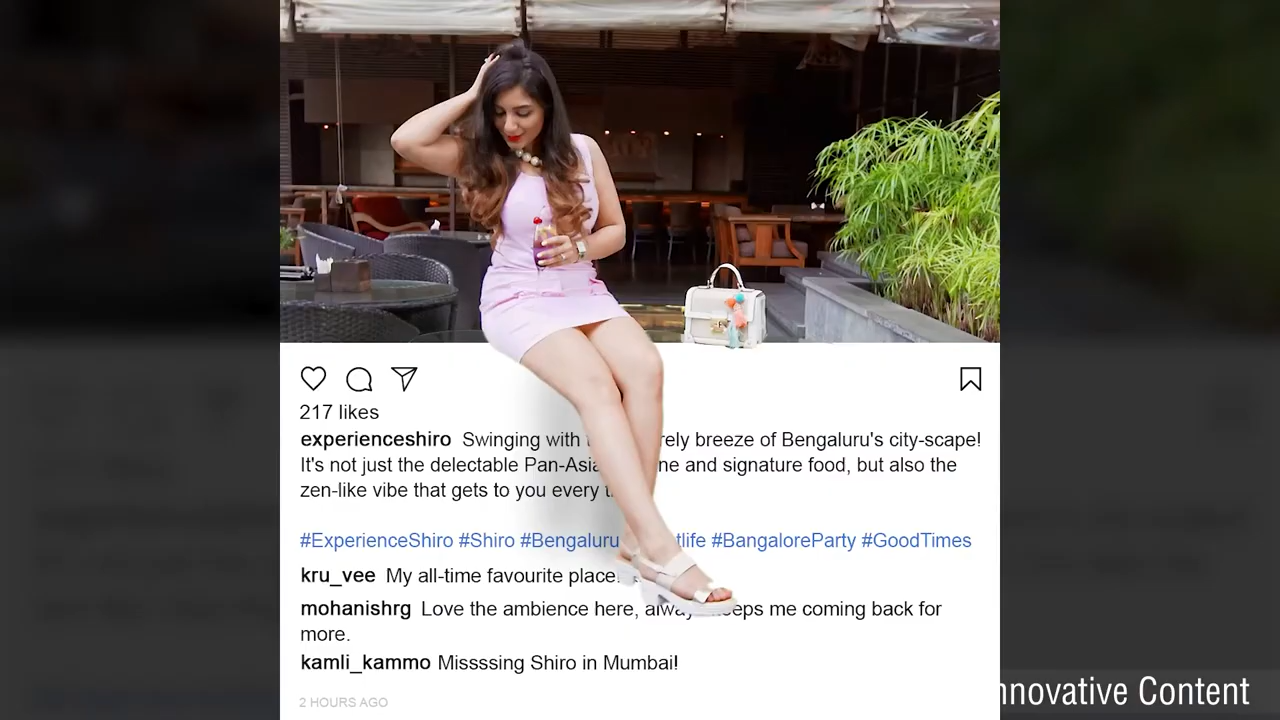 217 likes
experienceshiro Swinging with rely breeze of Bengaluru's city-scape!
It's not just the delectable Pan-Asia ne and signature food, but also the
zen-like vibe that gets to you every t
#ExperienceShiro #Shiro #Bengaluru tlife #BangaloreParty #GoodTimes
kru_vee My all-time favourite place!
mohanishrg Love the ambience here, alway eeps me coming back for
more.
kamli_kammo Misssssing Shiro in Mumbai!
2 HOURS AGO
nnovative Content